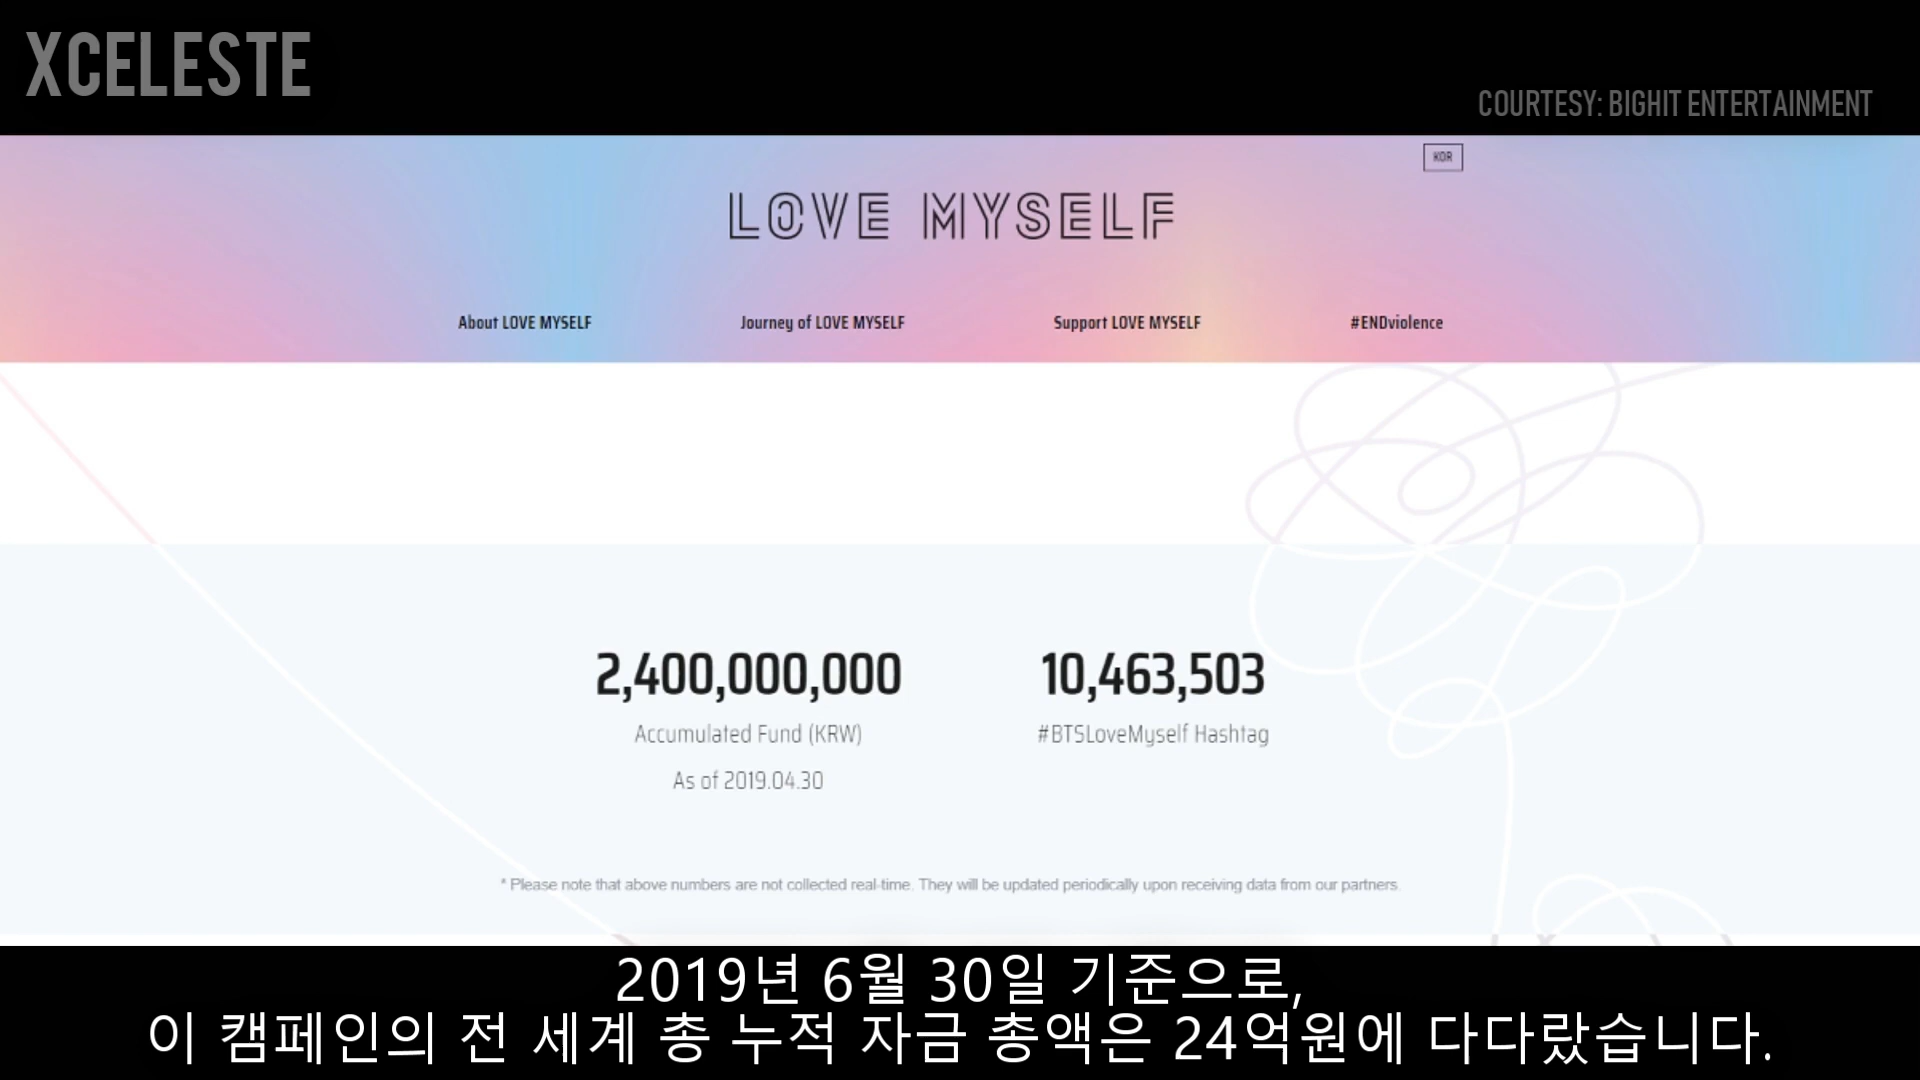 XCELESTE
COURTESY: BIGHIT ENTERTAINMENT
KOR
LOVE MYSELF
About LOVE MYSELF
Journey of LOVE MYSELF
Support LOVE MYSELF
#ENDviolence
2,400,000,000
Accumulated Fund (KRW)
As of 2019.04.30
10,463,503
#BTSLoveMyself Hashtag
* Please note that above numbers are not collected real-time. They will be updated periodically upon receiving data from our partners.
2019년 6월 30일 기준으로,
이 캠페인의 전 세계 총 누적 자금 총액은 24억원에 다다랐습니다.